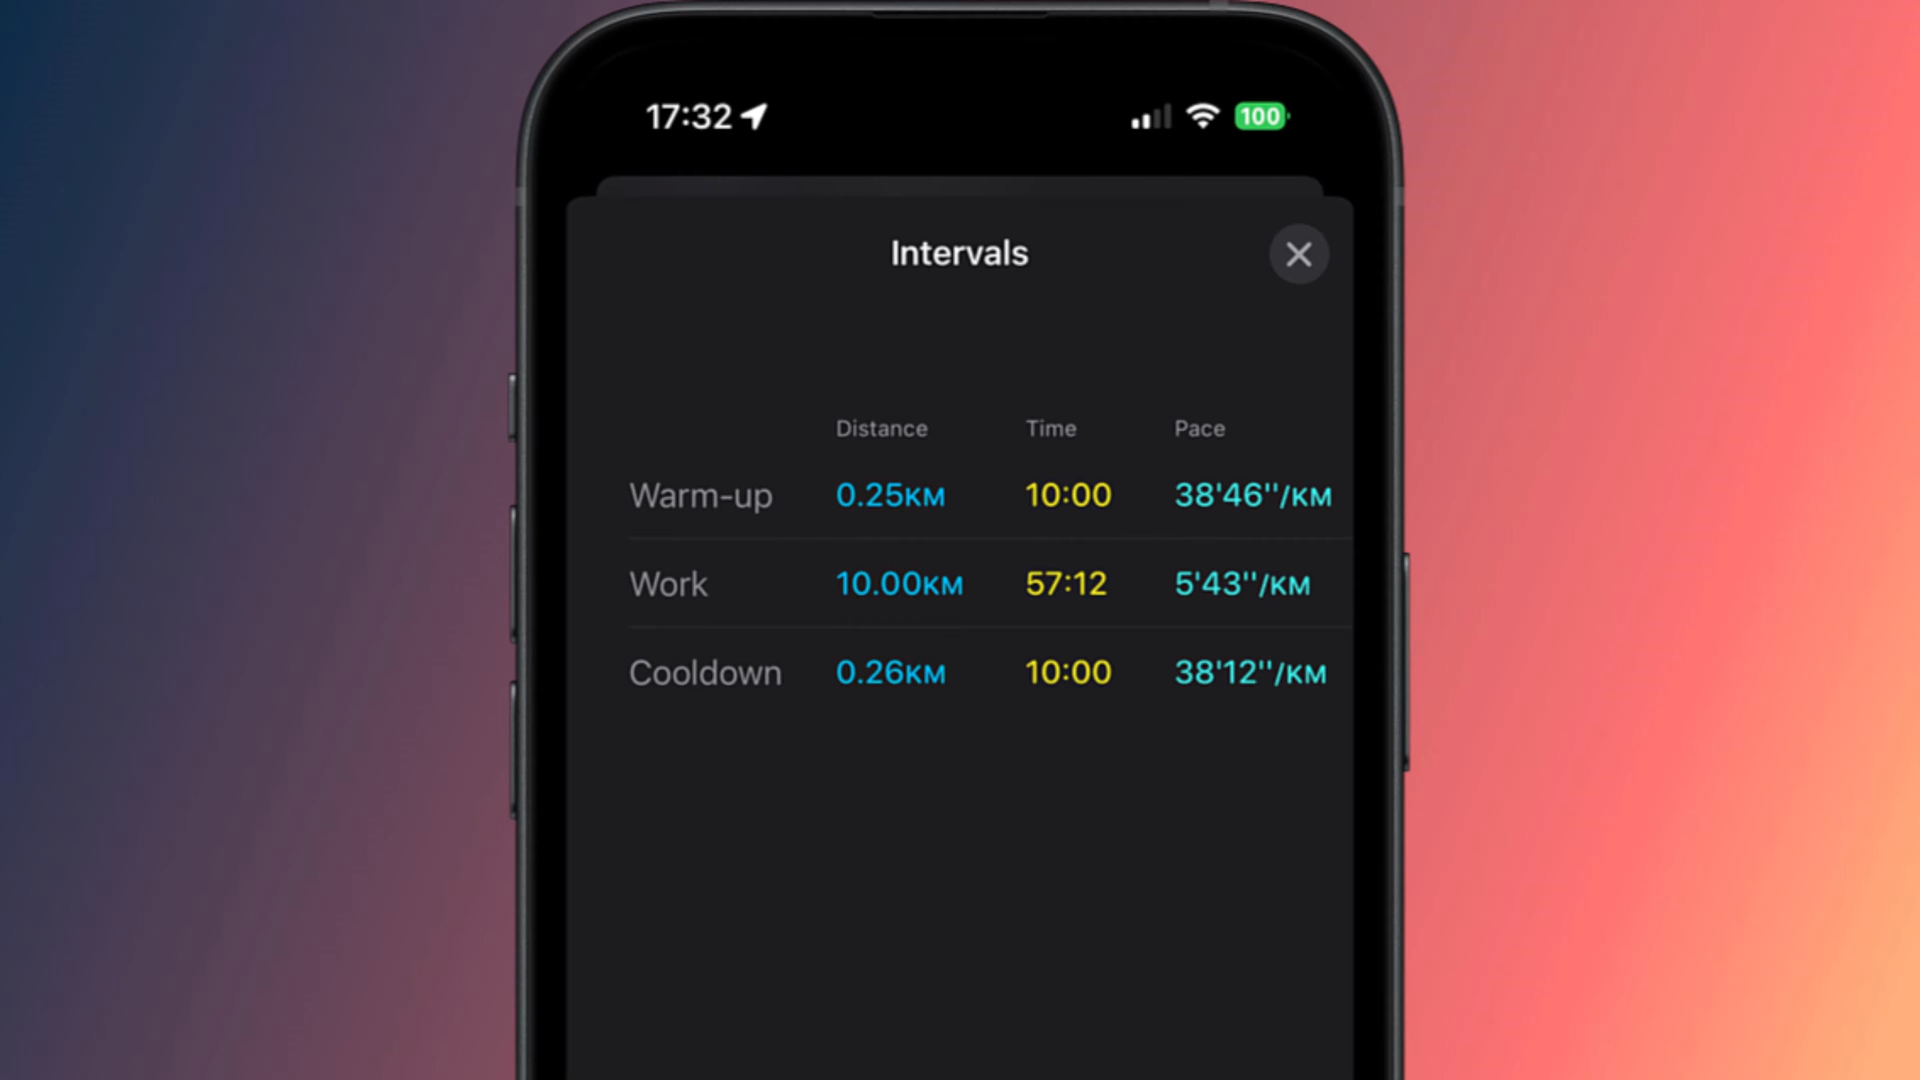 17:32 100
Intervals
Distance Time Pace
Warm-up 0.25KM 10:00 38'46''/KM
Work 10.00KM 57:12 5'43''/KM
Cooldown 0.26KM 10:00 38'12''/KM